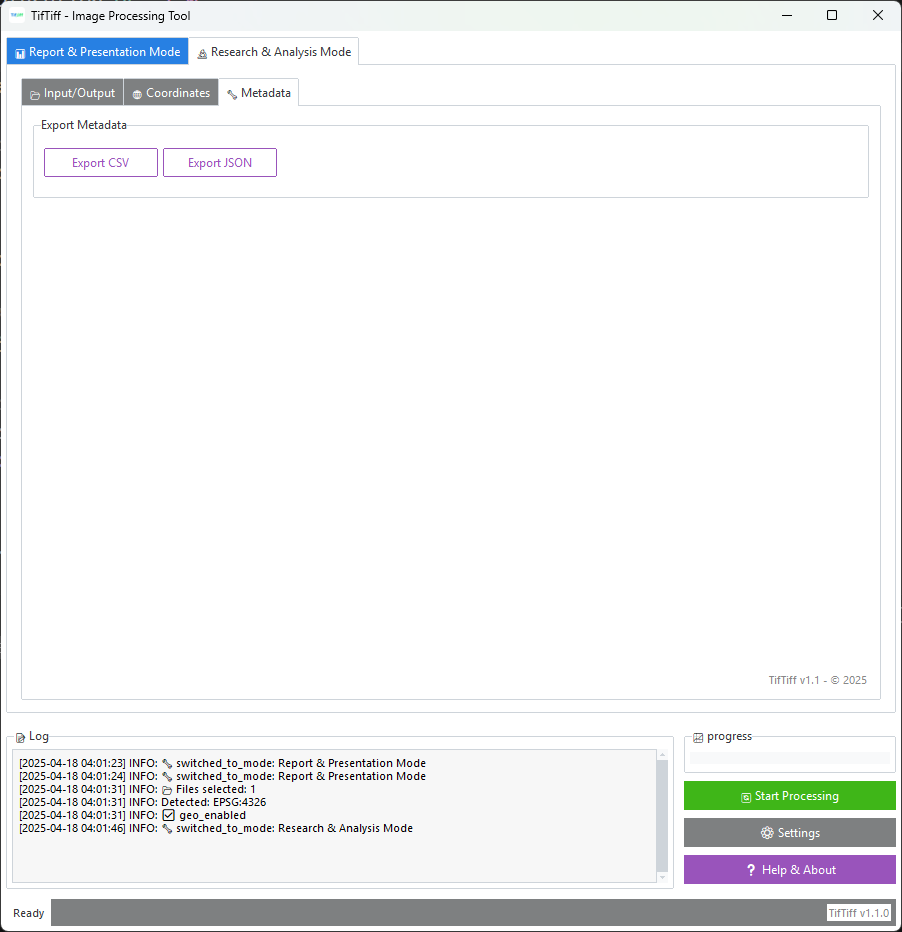 TifTiff - Image Processing Tool
Report & Presentation Mode Research & Analysis Mode
Input/Output Coordinates Metadata
Export Metadata
Export CSV Export JSON
TifTiff v1.1 - © 2025
Log
[2025-04-18 04:01:23] INFO: switched_to_mode: Report & Presentation Mode
[2025-04-18 04:01:24] INFO: switched_to_mode: Report & Presentation Mode
[2025-04-18 04:01:31] INFO: Files selected: 1
[2025-04-18 04:01:31] INFO: Detected: EPSG:4326
[2025-04-18 04:01:31] INFO: geo_enabled
[2025-04-18 04:01:46] INFO: switched_to_mode: Research & Analysis Mode
progress
Start Processing
Settings
? Help & About
Ready
TifTiff v1.1.0